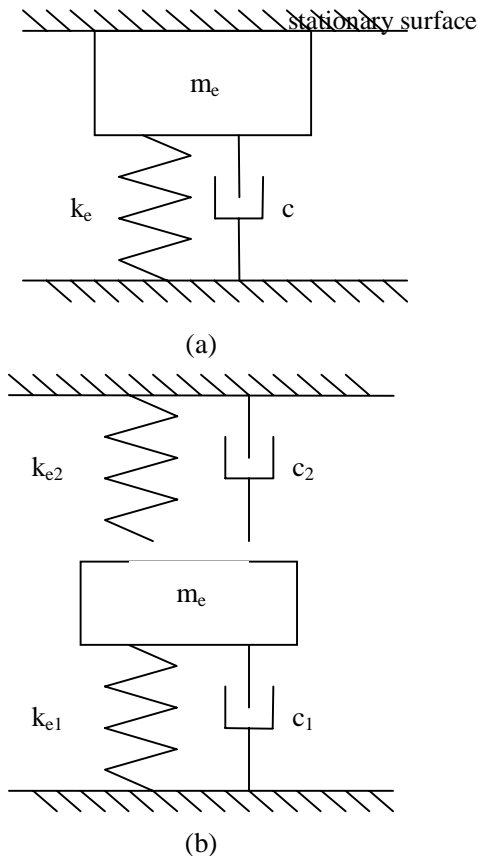 stationary surface
mₑ
kₑ c
(a)
kₑ₂ c₂
mₑ
kₑ₁ c₁
(b)